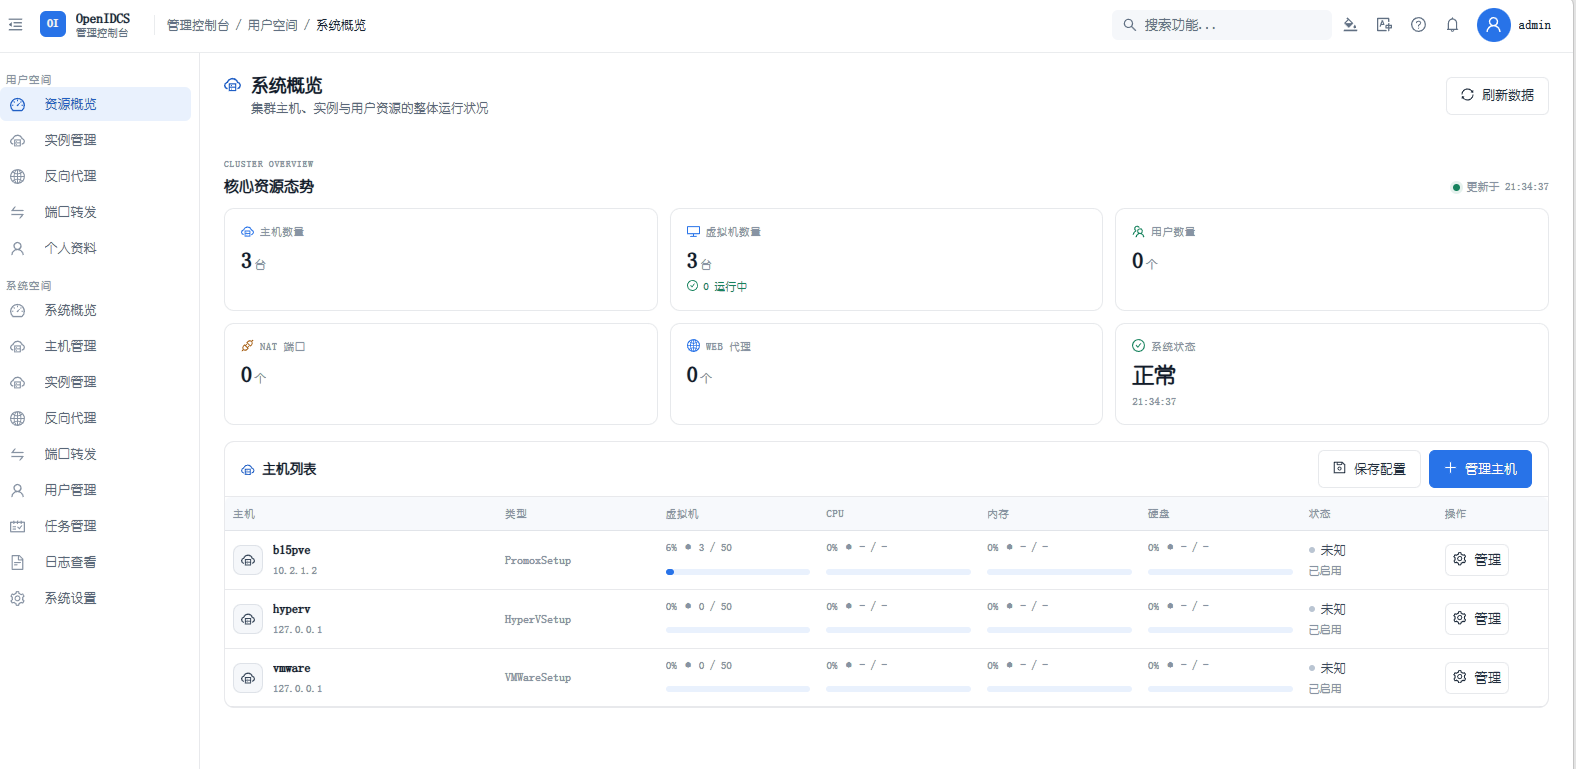 OI
OpenIDCS
管理控制台
管理控制台 / 用户空间 / 系统概览
搜索功能...
admin
用户空间
资源概览
实例管理
反向代理
端口转发
个人资料
系统空间
系统概览
主机管理
实例管理
反向代理
端口转发
用户管理
任务管理
日志查看
系统设置
系统概览
集群主机、实例与用户资源的整体运行状况
刷新数据
CLUSTER OVERVIEW
核心资源态势
更新于 21:34:37
主机数量
3 台
虚拟机数量
3 台
0 运行中
用户数量
0 个
NAT 端口
0 个
WEB 代理
0 个
系统状态
正常
21:34:37
主机列表
保存配置
管理主机
主机 类型 虚拟机 CPU 内存 硬盘 状态 操作
b15pve
10.2.1.2
PromoxSetup
6% ● 3 / 50
0% ● - / -
0% ● - / -
0% ● - / -
未知
已启用
管理
hyperv
127.0.0.1
HyperVSetup
0% ● 0 / 50
0% ● - / -
0% ● - / -
0% ● - / -
未知
已启用
管理
vmware
127.0.0.1
VMWareSetup
0% ● 0 / 50
0% ● - / -
0% ● - / -
0% ● - / -
未知
已启用
管理